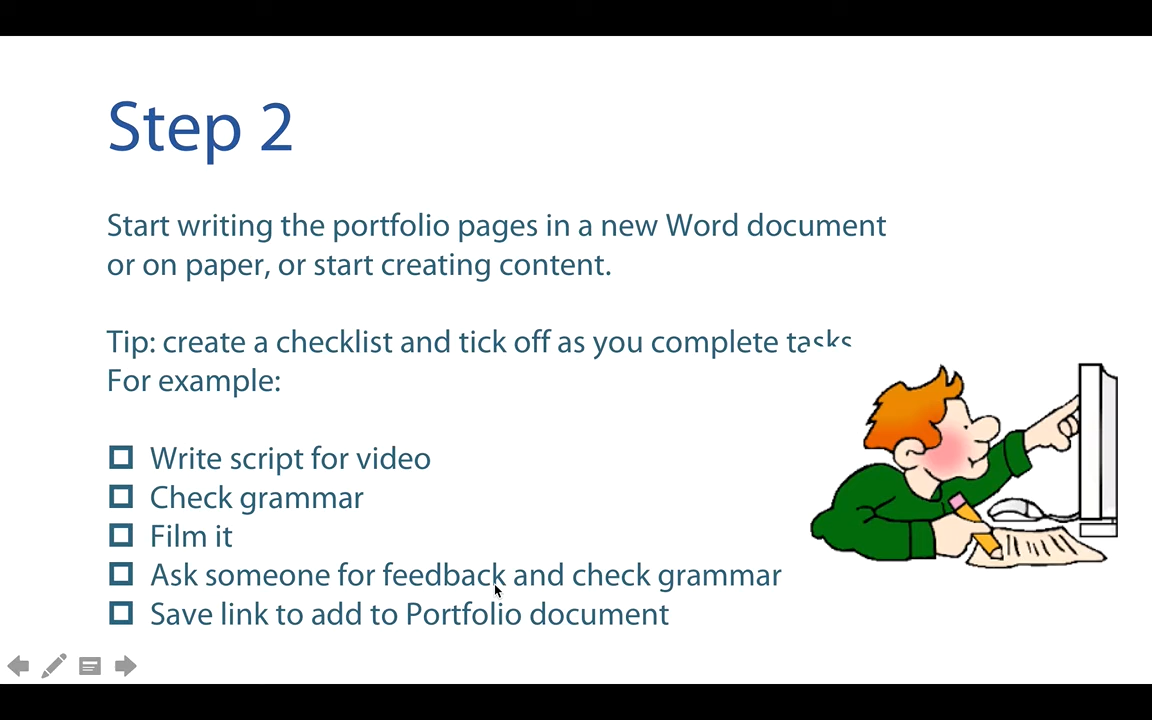 Step 2
Start writing the portfolio pages in a new Word document
or on paper, or start creating content.
Tip: create a checklist and tick off as you complete tasks
For example:
Write script for video
Check grammar
Film it
Ask someone for feedback and check grammar
Save link to add to Portfolio document